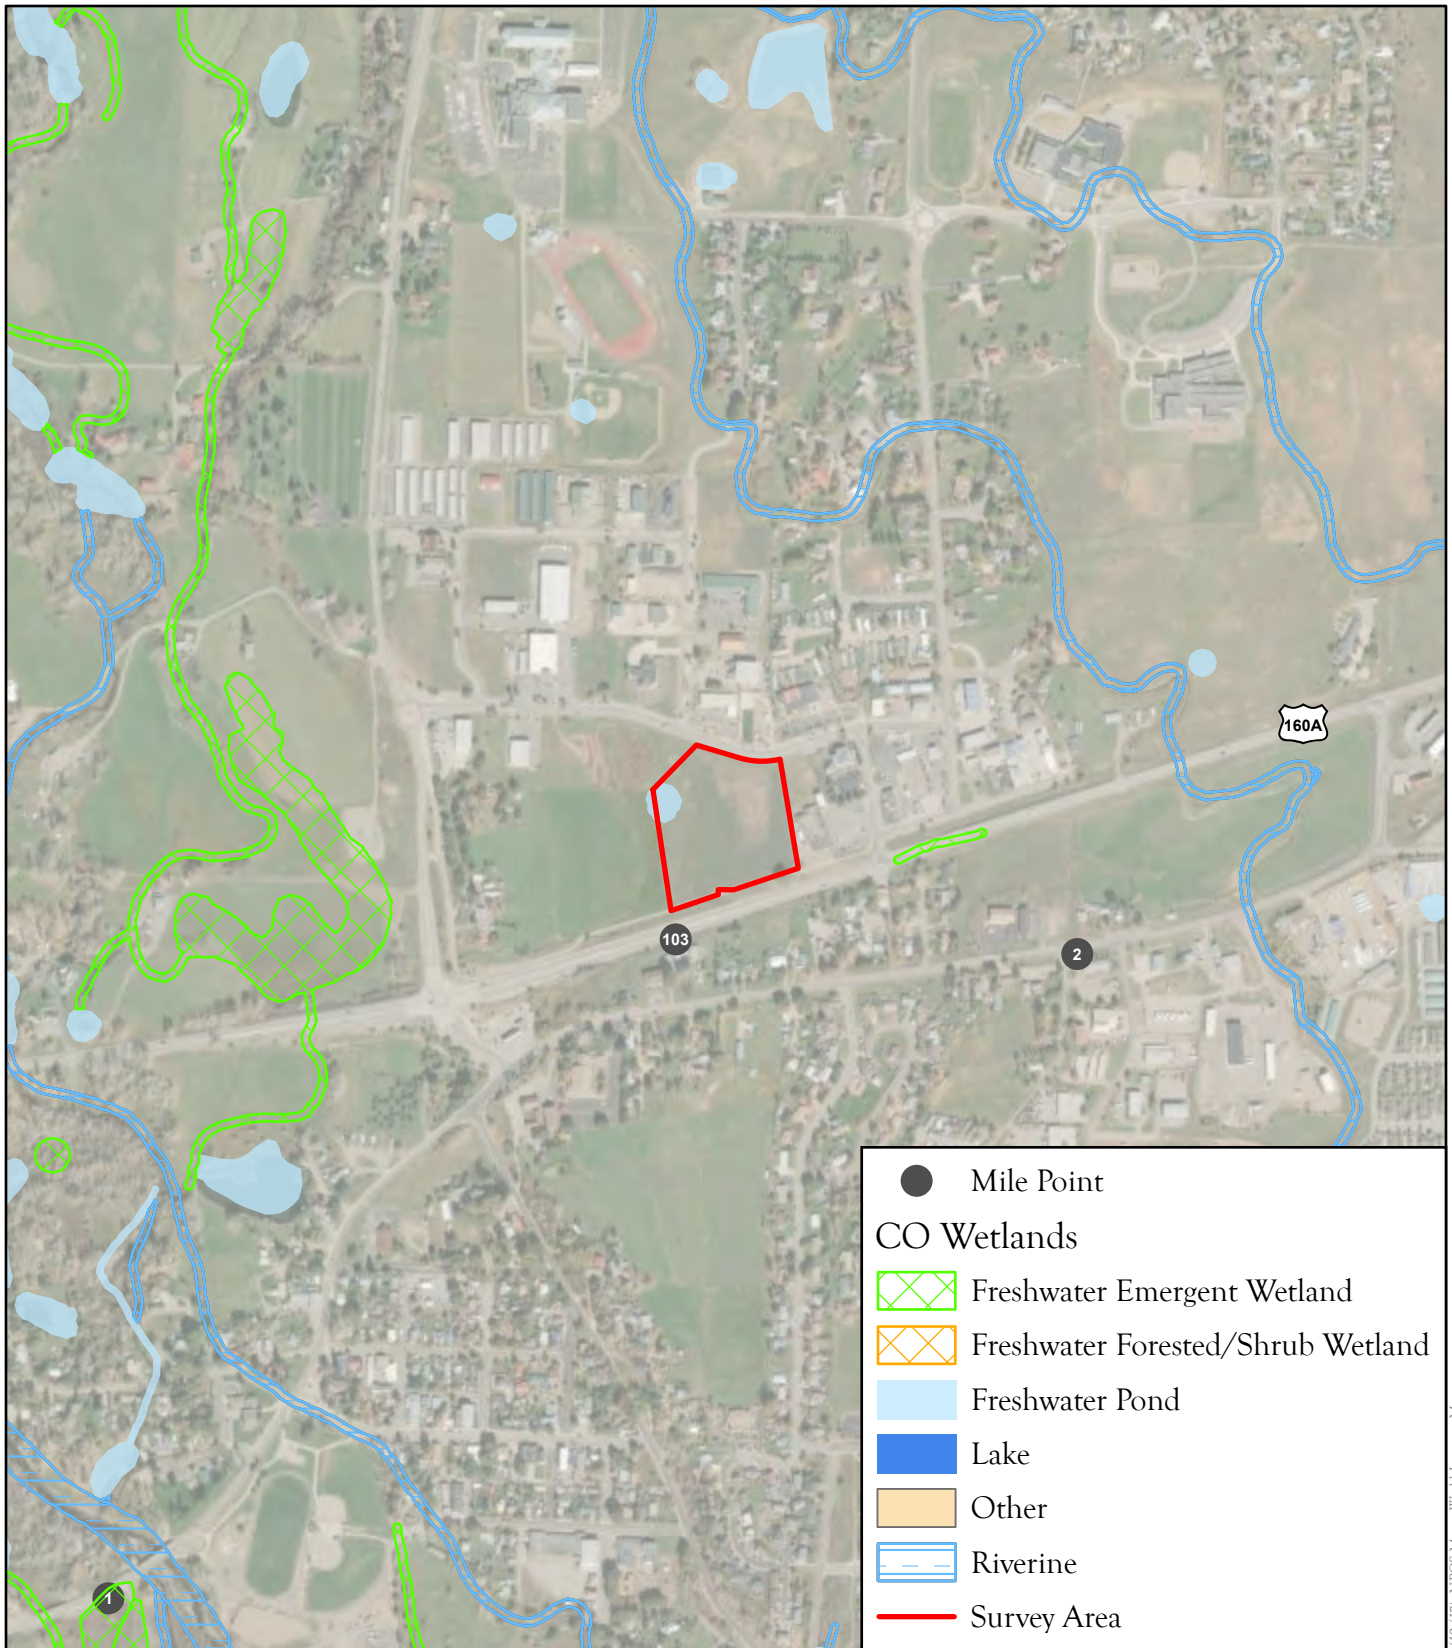 160A
103
2
1
Mile Point
CO Wetlands
Freshwater Emergent Wetland
Freshwater Forested/Shrub Wetland
Freshwater Pond
Lake
Other
Riverine
Survey Area